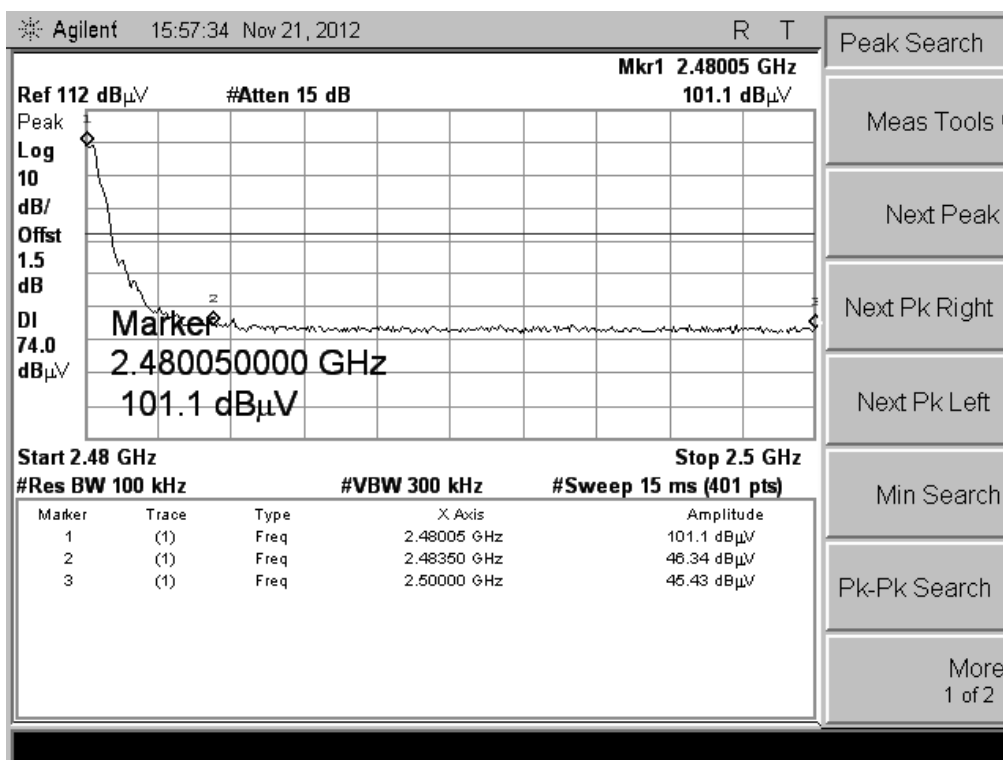 Agilent 15:57:34 Nov 21, 2012 R T
Mkr1 2.48005 GHz
Ref 112 dBµV #Atten 15 dB 101.1 dBµV
Peak
Log
10
dB/
Offst
1.5
dB
DI
74.0
dBµV
1
2
3
Marker
2.480050000 GHz
101.1 dBµV
Start 2.48 GHz Stop 2.5 GHz
#Res BW 100 kHz #VBW 300 kHz #Sweep 15 ms (401 pts)
Marker Trace Type X Axis Amplitude
1 (1) Freq 2.48005 GHz 101.1 dBµV
2 (1) Freq 2.48350 GHz 46.34 dBµV
3 (1) Freq 2.50000 GHz 45.43 dBµV
Peak Search
Meas Tools
Next Peak
Next Pk Right
Next Pk Left
Min Search
Pk-Pk Search
More
1 of 2